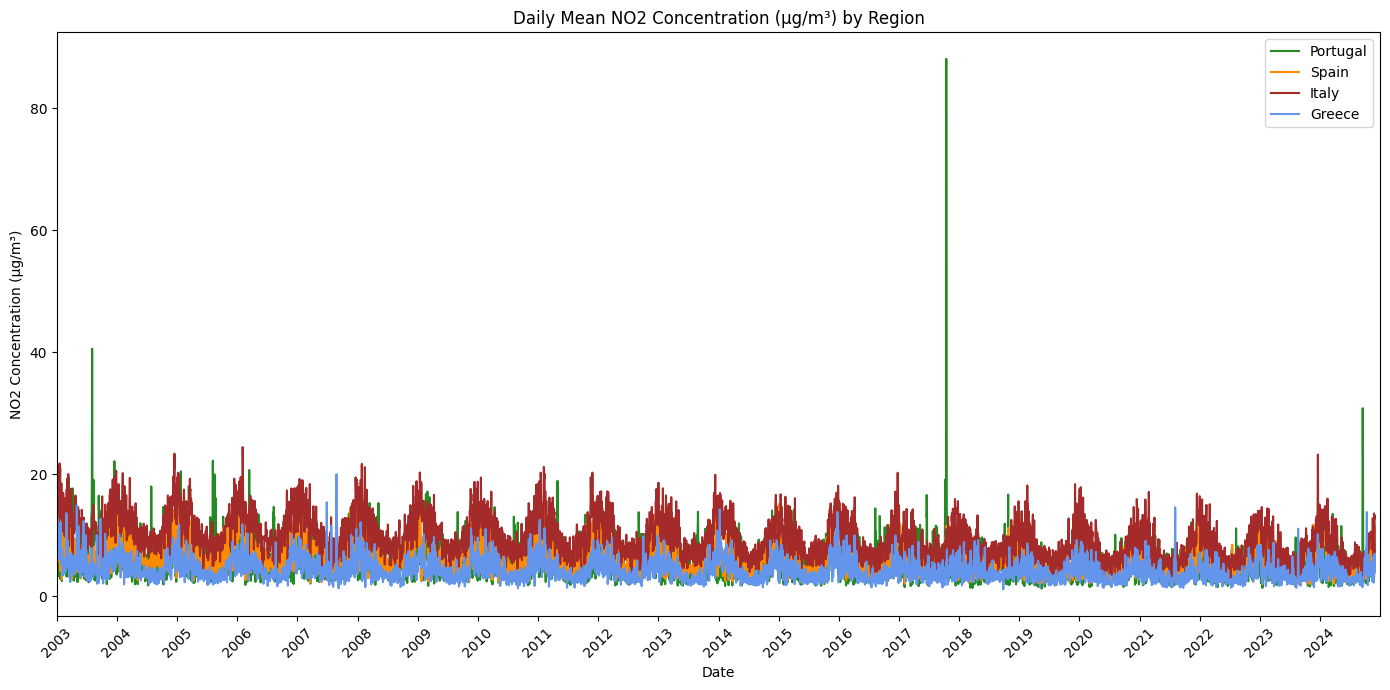 Daily Mean NO2 Concentration (µg/m³) by Region
Portugal
Spain
Italy
Greece
NO2 Concentration (µg/m³)
80
60
40
20
0
2003 2004 2005 2006 2007 2008 2009 2010 2011 2012 2013 2014 2015 2016 2017 2018 2019 2020 2021 2022 2023 2024
Date